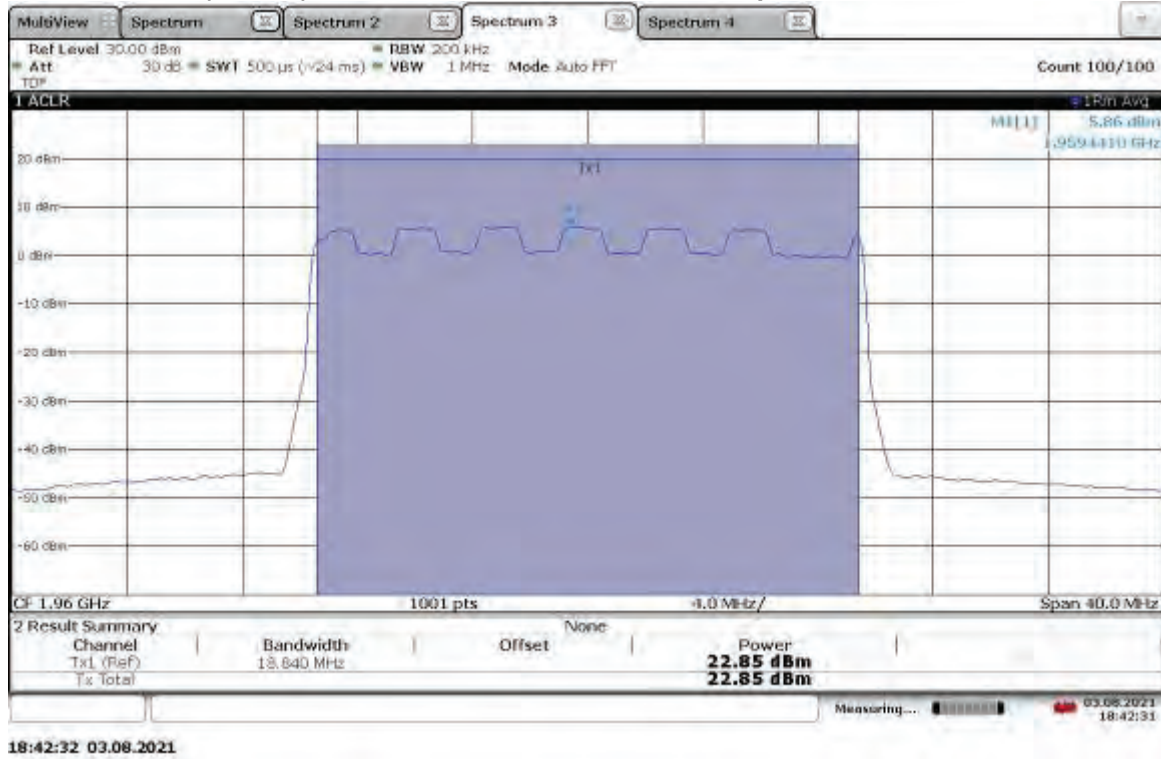 MultiView Spectrum Spectrum 2 Spectrum 3 Spectrum 4
Ref Level 30.00 dBm RBW 200 kHz
Att 30 dB SWT 500 µs (~24 ms) VBW 1 MHz Mode Auto FFT Count 100/100
TDF
1 ACLR 1Rm Avg
M1[1] 5.86 dBm
1.9594410 GHz
20 dBm
Tx1
10 dBm
0 dBm
-10 dBm
-20 dBm
-30 dBm
-40 dBm
-50 dBm
-60 dBm
CF 1.96 GHz 1001 pts 4.0 MHz/ Span 40.0 MHz
2 Result Summary None
Channel Bandwidth Offset Power
Tx1 (Ref) 18.840 MHz 22.85 dBm
Tx Total 22.85 dBm
Measuring.... 03.08.2021
18:42:31
18:42:32 03.08.2021